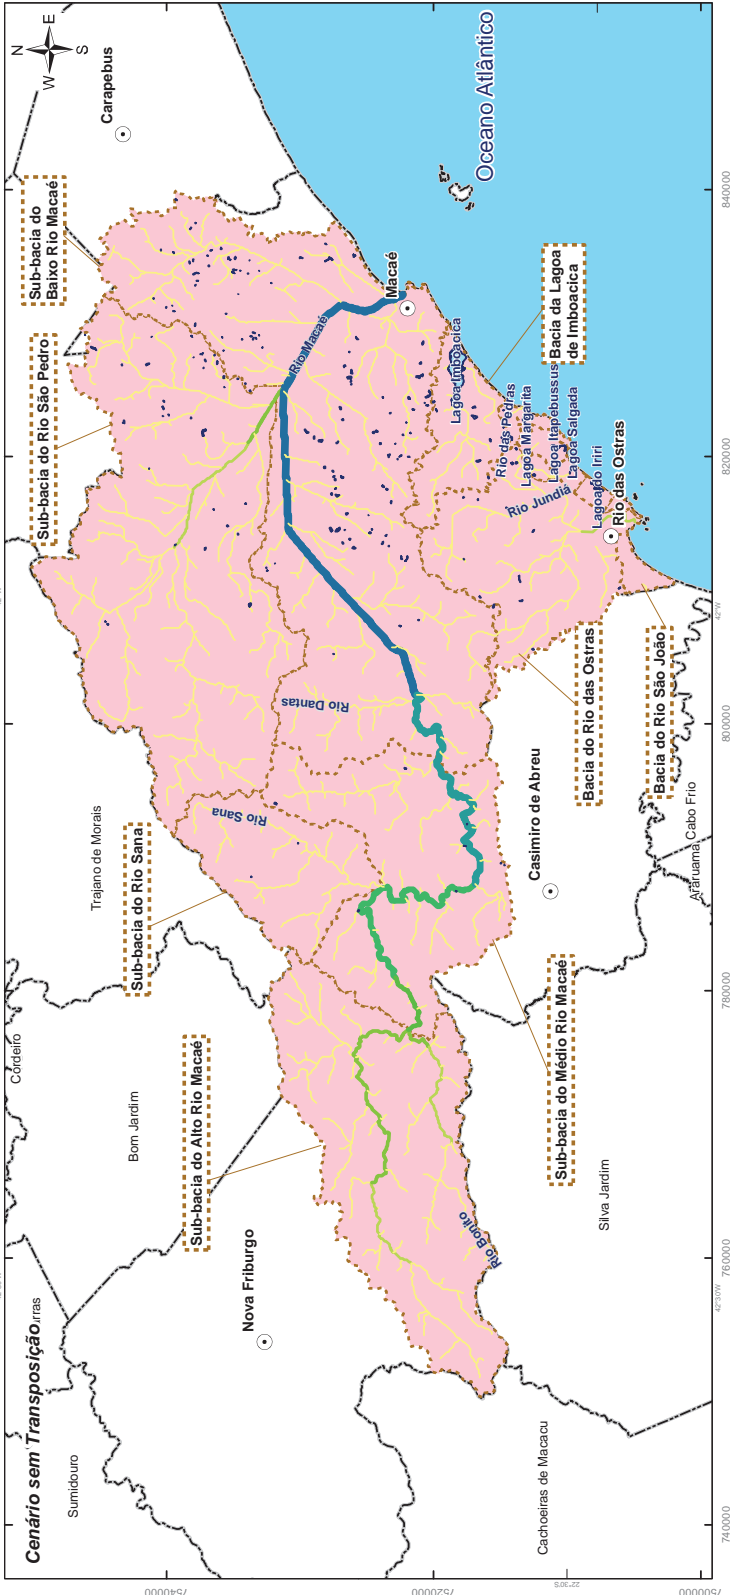 Cenário sem Transposição
Sumidouro
Cordeiro
Bom Jardim
Trajano de Morais
Nova Friburgo
Cachoeiras de Macacu
Silva Jardim
Casimiro de Abreu
Araruama
Cabo Frio
Carapebus
Macaé
Rio das Ostras
Oceano Atlântico
N
E
S
W
Sub-bacia do Alto Rio Macaé
Sub-bacia do Rio Sana
Sub-bacia do Rio São Pedro
Sub-bacia do
Baixo Rio Macaé
Sub-bacia do Médio Rio Macaé
Bacia do Rio das Ostras
Bacia do Rio São João
Bacia da Lagoa
de Imboacica
Rio Bonito
Rio Sana
Rio Dantas
Rio Macaé
Rio Jundiá
Lagoa Imboacica
Rio das Pedras
Lagoa Margarita
Lagoa Itapebussus
Lagoa Salgada
Lagoa do Iriri
740000
760000
780000
800000
820000
840000
7540000
7520000
7500000
42°30'W
42°W
22°30'S